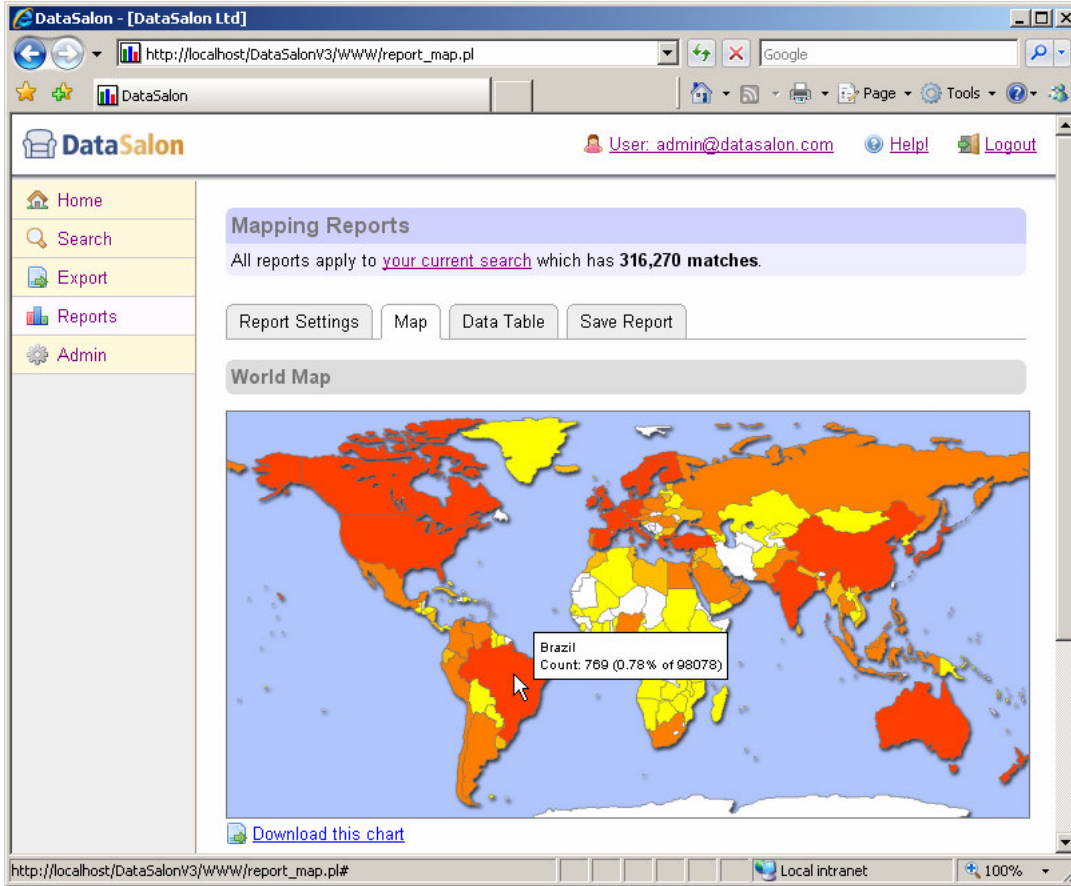 DataSalon - [DataSalon Ltd]
http://localhost/DataSalonV3/WWW/report_map.pl
Google
DataSalon
Page
Tools
DataSalon
User: admin@datasalon.com
Help!
Logout
Home
Search
Export
Reports
Admin
Mapping Reports
All reports apply to your current search which has 316,270 matches.
Report Settings
Map
Data Table
Save Report
World Map
Brazil
Count: 769 (0.78% of 98078)
Download this chart
http://localhost/DataSalonV3/WWW/report_map.pl#
Local intranet
100%